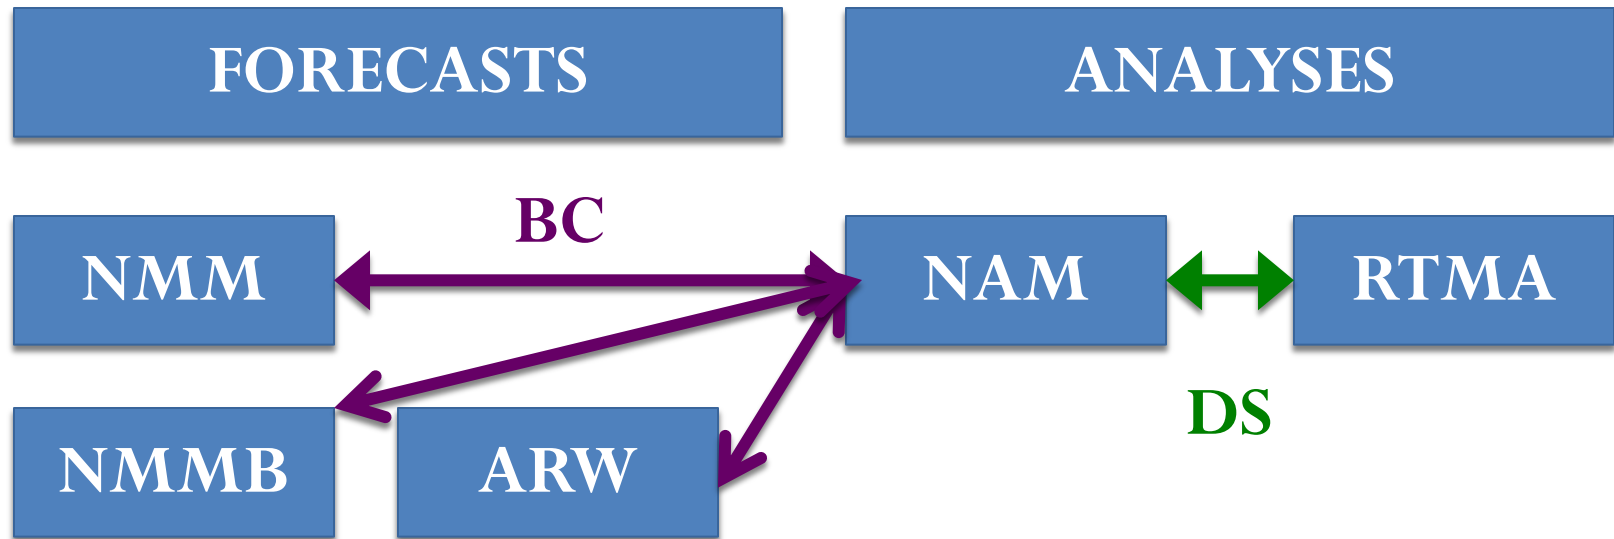 FORECASTS
ANALYSES
BC
NMM
NAM
RTMA
DS
NMMB
ARW